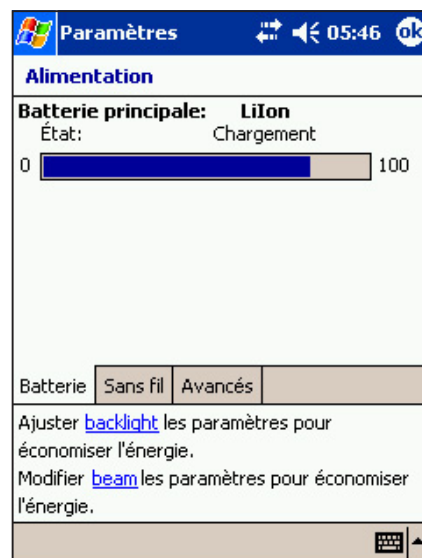 Paramètres 05:46 ok
Alimentation
Batterie principale: LiIon
État: Chargement
0 100
Batterie Sans fil Avancés
Ajuster backlight les paramètres pour
économiser l'énergie.
Modifier beam les paramètres pour économiser
l'énergie.